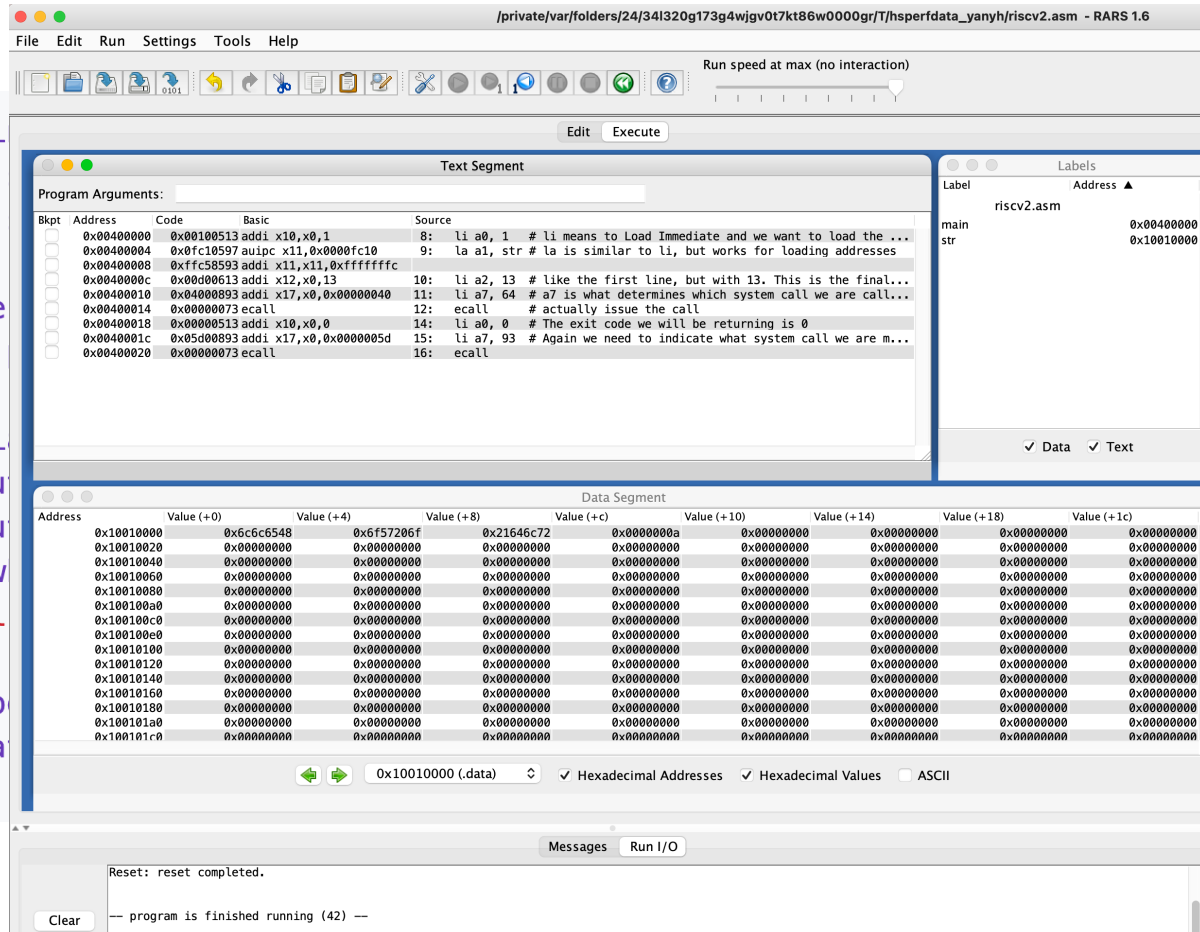 /private/var/folders/24/34l320g173g4wjgv0t7kt86w0000gr/T/hsperfdata_yanyh/riscv2.asm - RARS 1.6
File Edit Run Settings Tools Help
Run speed at max (no interaction)
Edit Execute
Text Segment
Program Arguments:
Bkpt Address Code Basic Source
0x00400000 0x00100513 addi x10,x0,1 8: li a0, 1 # li means to Load Immediate and we want to load the ...
0x00400004 0x0fc10597 auipc x11,0x0000fc10 9: la a1, str # la is similar to li, but works for loading addresses
0x00400008 0xffc58593 addi x11,x11,0xfffffffc
0x0040000c 0x00d00613 addi x12,x0,13 10: li a2, 13 # like the first line, but with 13. This is the final...
0x00400010 0x04000893 addi x17,x0,0x00000040 11: li a7, 64 # a7 is what determines which system call we are call...
0x00400014 0x00000073 ecall 12: ecall # actually issue the call
0x00400018 0x00000513 addi x10,x0,0 14: li a0, 0 # The exit code we will be returning is 0
0x0040001c 0x05d00893 addi x17,x0,0x0000005d 15: li a7, 93 # Again we need to indicate what system call we are m...
0x00400020 0x00000073 ecall 16: ecall
Labels
Label Address ▲
riscv2.asm
main 0x00400000
str 0x10010000
Data Text
Data Segment
Address Value (+0) Value (+4) Value (+8) Value (+c) Value (+10) Value (+14) Value (+18) Value (+1c)
0x10010000 0x6c6c6548 0x6f57206f 0x21646c72 0x0000000a 0x00000000 0x00000000 0x00000000 0x00000000
0x10010020 0x00000000 0x00000000 0x00000000 0x00000000 0x00000000 0x00000000 0x00000000 0x00000000
0x10010040 0x00000000 0x00000000 0x00000000 0x00000000 0x00000000 0x00000000 0x00000000 0x00000000
0x10010060 0x00000000 0x00000000 0x00000000 0x00000000 0x00000000 0x00000000 0x00000000 0x00000000
0x10010080 0x00000000 0x00000000 0x00000000 0x00000000 0x00000000 0x00000000 0x00000000 0x00000000
0x100100a0 0x00000000 0x00000000 0x00000000 0x00000000 0x00000000 0x00000000 0x00000000 0x00000000
0x100100c0 0x00000000 0x00000000 0x00000000 0x00000000 0x00000000 0x00000000 0x00000000 0x00000000
0x100100e0 0x00000000 0x00000000 0x00000000 0x00000000 0x00000000 0x00000000 0x00000000 0x00000000
0x10010100 0x00000000 0x00000000 0x00000000 0x00000000 0x00000000 0x00000000 0x00000000 0x00000000
0x10010120 0x00000000 0x00000000 0x00000000 0x00000000 0x00000000 0x00000000 0x00000000 0x00000000
0x10010140 0x00000000 0x00000000 0x00000000 0x00000000 0x00000000 0x00000000 0x00000000 0x00000000
0x10010160 0x00000000 0x00000000 0x00000000 0x00000000 0x00000000 0x00000000 0x00000000 0x00000000
0x10010180 0x00000000 0x00000000 0x00000000 0x00000000 0x00000000 0x00000000 0x00000000 0x00000000
0x100101a0 0x00000000 0x00000000 0x00000000 0x00000000 0x00000000 0x00000000 0x00000000 0x00000000
0x100101c0 0x00000000 0x00000000 0x00000000 0x00000000 0x00000000 0x00000000 0x00000000 0x00000000
0x10010000 (.data) Hexadecimal Addresses Hexadecimal Values ASCII
Messages Run I/O
Reset: reset completed.
-- program is finished running (42) --
Clear